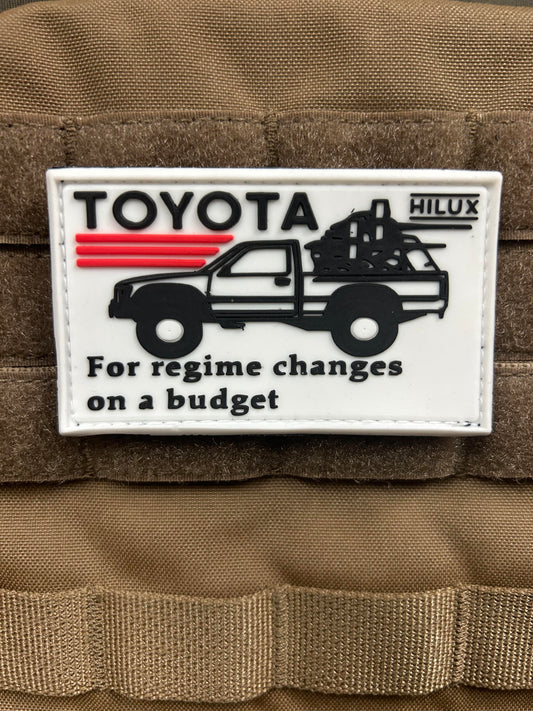 TOYOTA
HILUX
For regime changes
on a budget